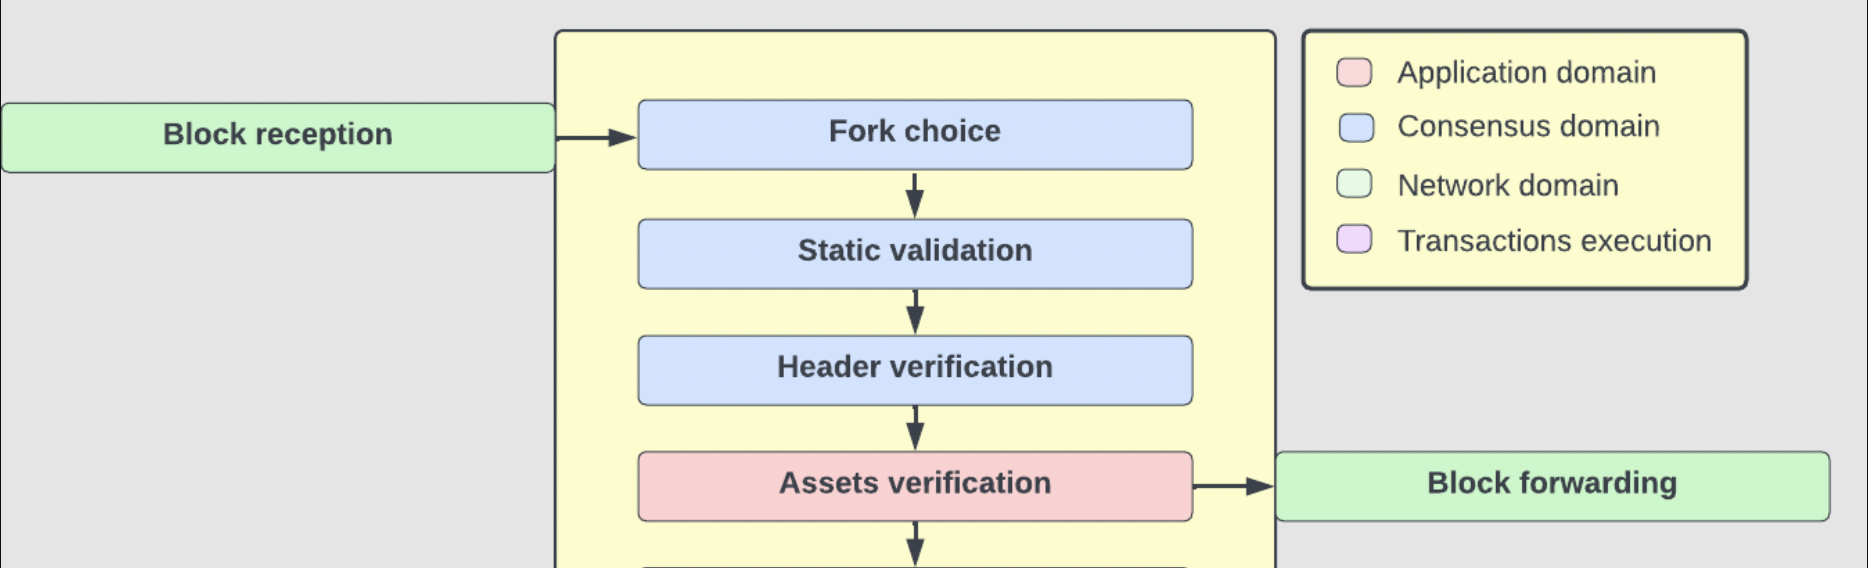 Block reception
Fork choice
Static validation
Header verification
Assets verification
Block forwarding
Application domain
Consensus domain
Network domain
Transactions execution